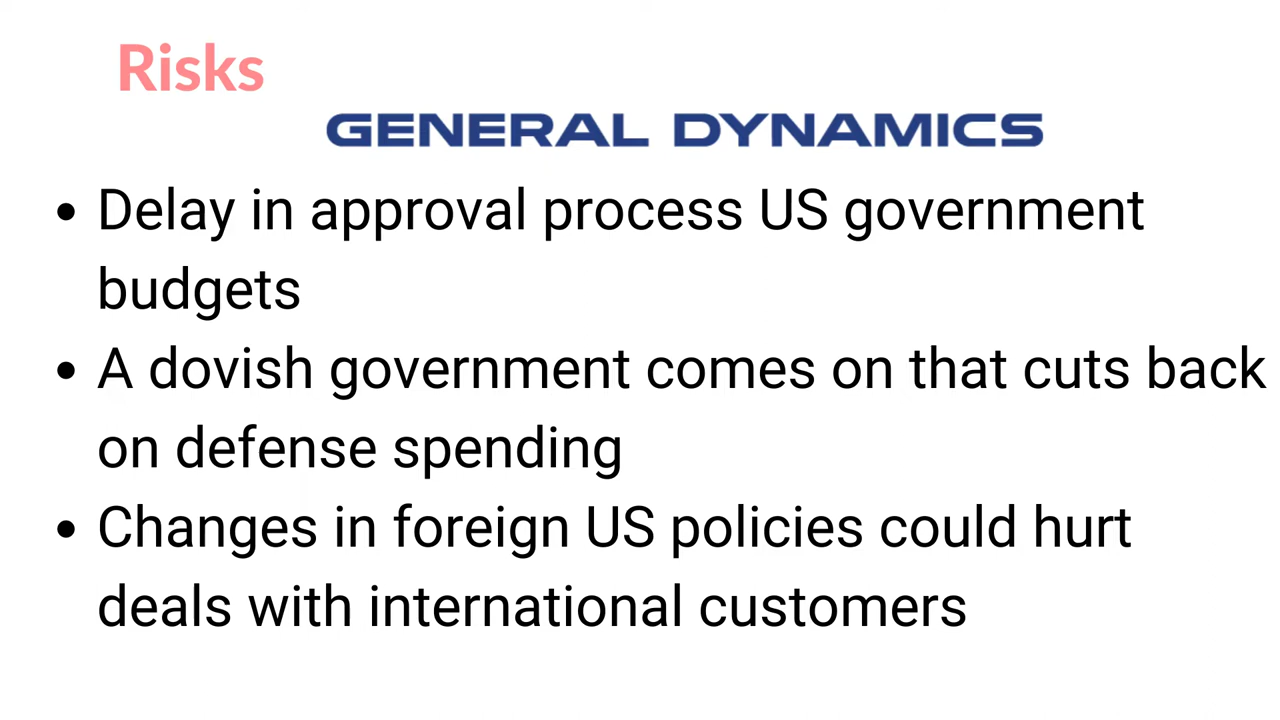 Risks
GENERAL DYNAMICS
• Delay in approval process US government
budgets
• A dovish government comes on that cuts back
on defense spending
• Changes in foreign US policies could hurt
deals with international customers